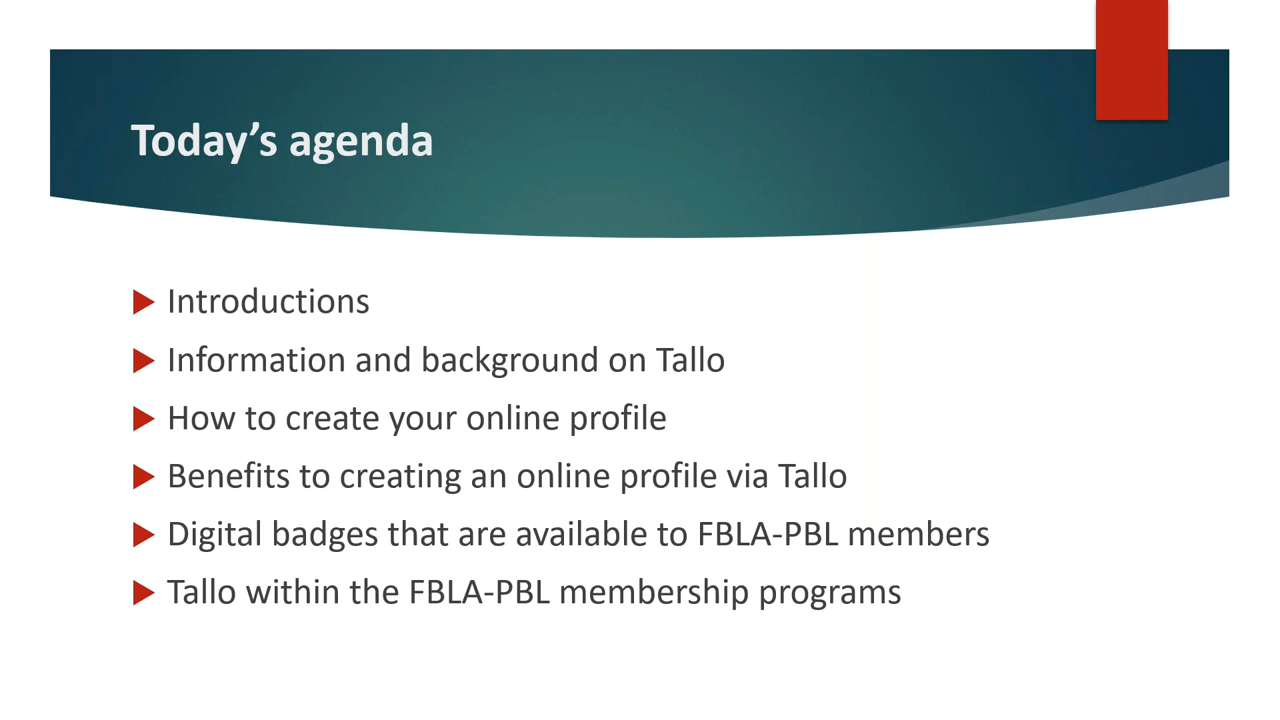 Today’s agenda
Introductions
Information and background on Tallo
How to create your online profile
Benefits to creating an online profile via Tallo
Digital badges that are available to FBLA-PBL members
Tallo within the FBLA-PBL membership programs